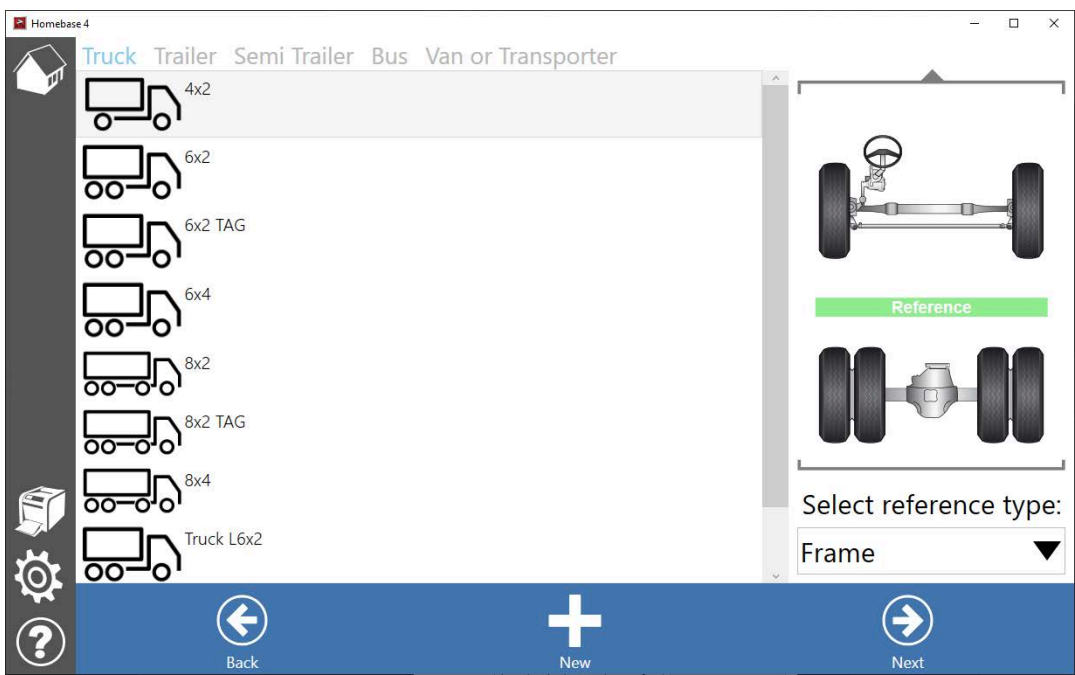 Homebase 4
Truck Trailer Semi Trailer Bus Van or Transporter
4x2
6x2
6x2 TAG
6x4
8x2
8x2 TAG
8x4
Truck L6x2
Reference
Select reference type:
Frame
Back New Next